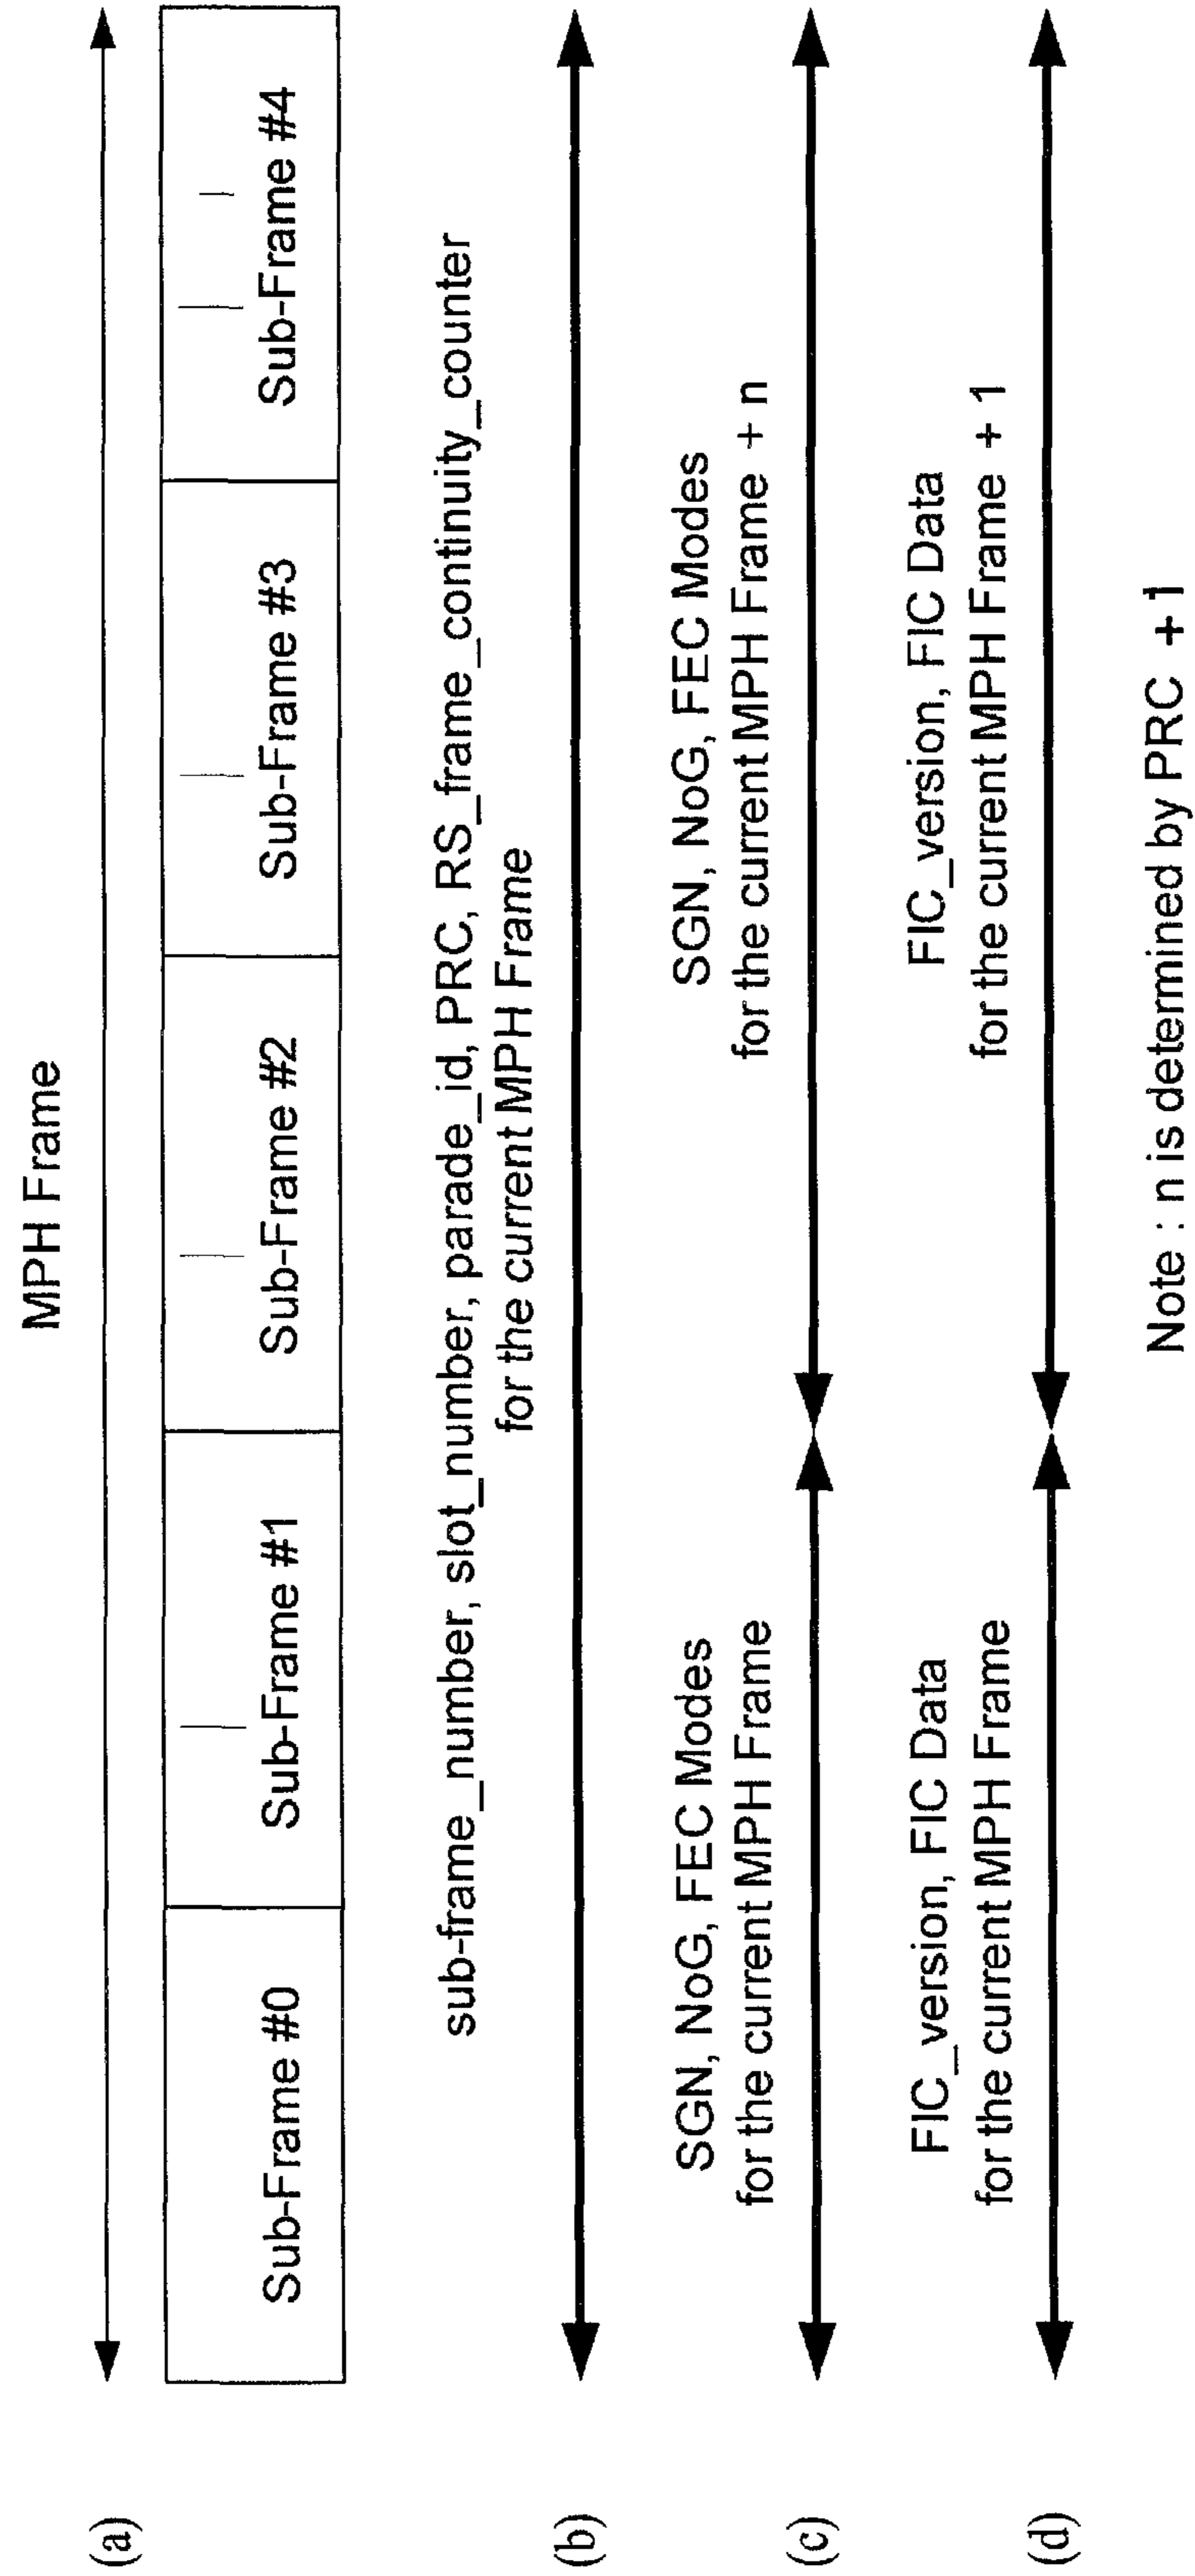 MPH Frame
(a)
Sub-Frame #0 Sub-Frame #1 Sub-Frame #2 Sub-Frame #3 Sub-Frame #4
sub-frame_number, slot_number, parade_id, PRC, RS_frame_continuity_counter
for the current MPH Frame
(b)
SGN, NoG, FEC Modes
for the current MPH Frame
SGN, NoG, FEC Modes
for the current MPH Frame + n
(c)
FIC_version, FIC Data
for the current MPH Frame
FIC_version, FIC Data
for the current MPH Frame + 1
(d)
Note : n is determined by PRC + 1